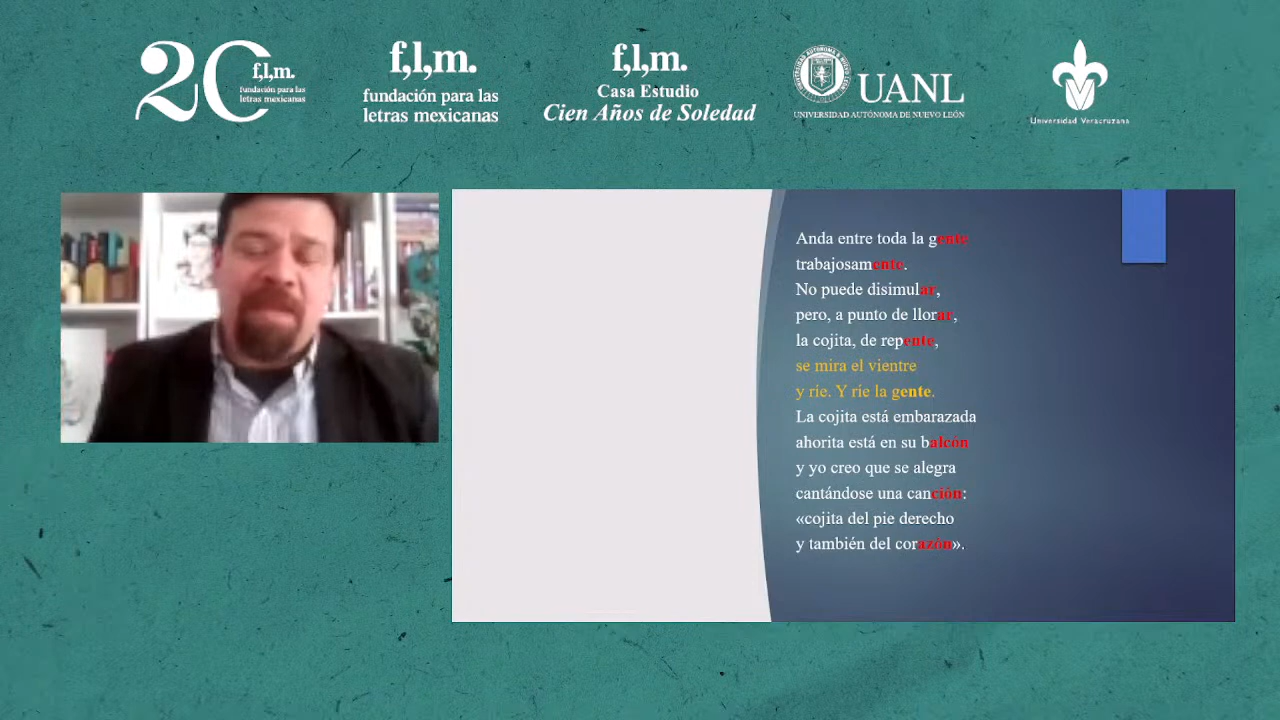 20
f,l,m.
fundación para las
letras mexicanas
f,l,m.
fundación para las
letras mexicanas
f,l,m.
Casa Estudio
Cien Años de Soledad
UANL
UNIVERSIDAD AUTÓNOMA DE NUEVO LEÓN
Universidad Veracruzana
Anda entre toda la gente
trabajosamente.
No puede disimular,
pero, a punto de llorar,
la cojita, de repente,
se mira el vientre
y ríe. Y ríe la gente.
La cojita está embarazada
ahorita está en su balcón
y yo creo que se alegra
cantándose una canción:
«cojita del pie derecho
y también del corazón».